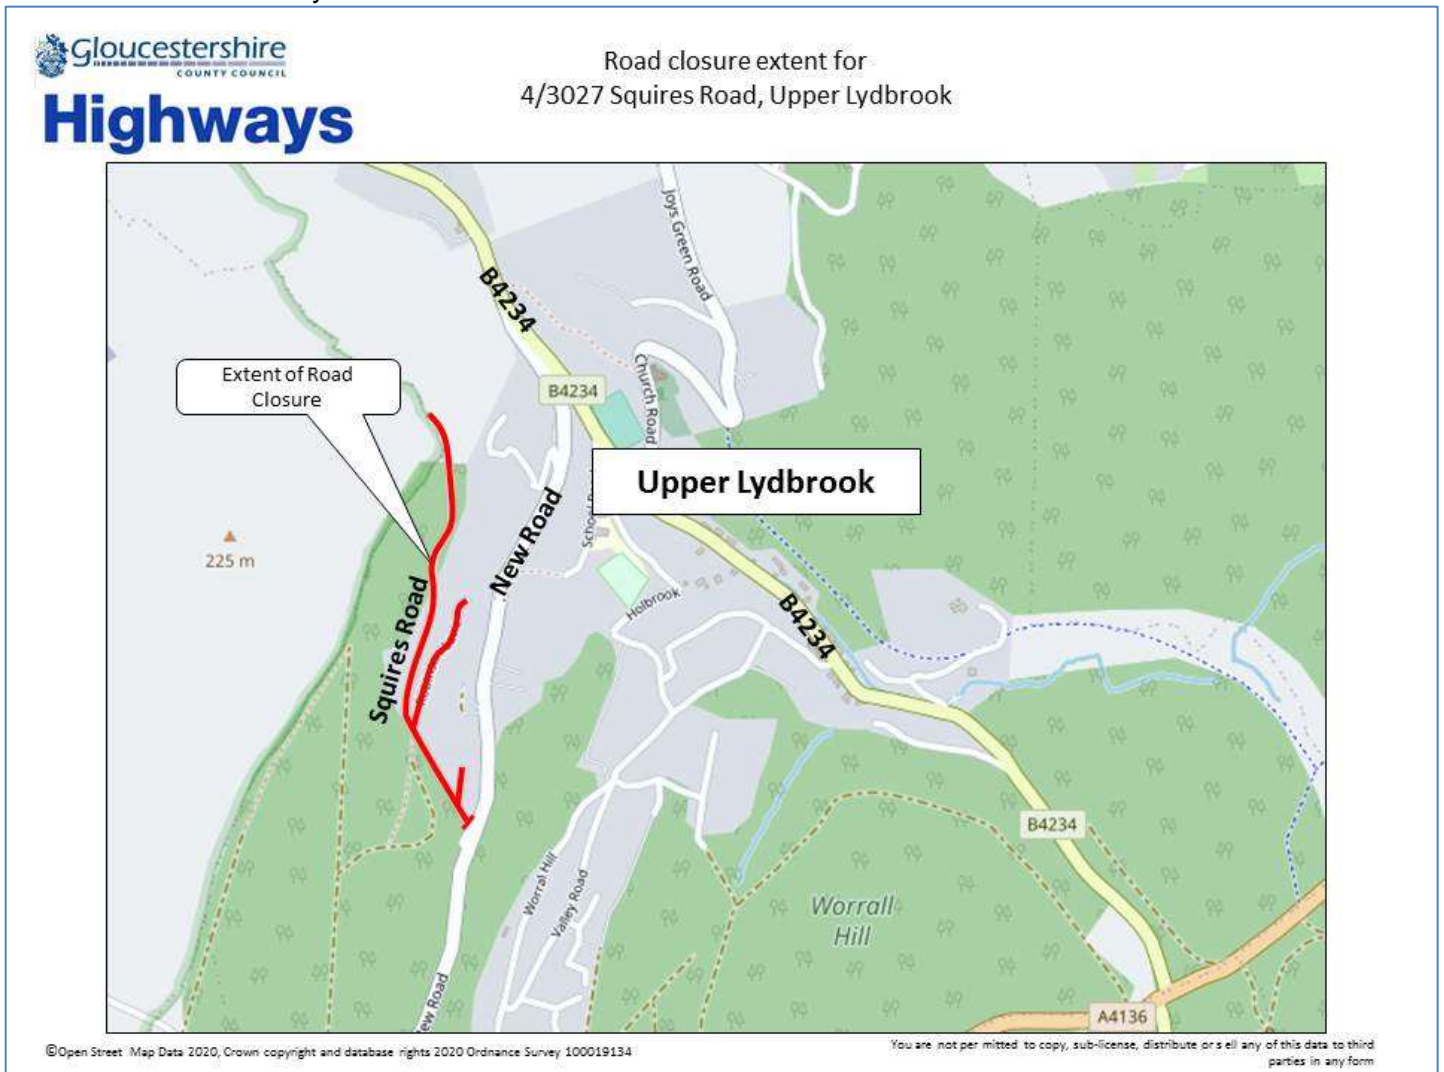 Gloucestershire
COUNTY COUNCIL
Highways
Road closure extent for
4/3027 Squires Road, Upper Lydbrook
Joys Green Road
B4234
Extent of Road
Closure
B4234
Church Road
Upper Lydbrook
225 m
New Road
Holbrook
Squires Road
B4234
B4234
Worral Hill
Valley Road
Worrall
Hill
New Road
A4136
©Open Street Map Data 2020, Crown copyright and database rights 2020 Ordnance Survey 100019134
You are not per mitted to copy, sub-license, distribute or s ell any of this data to third
parties in any form